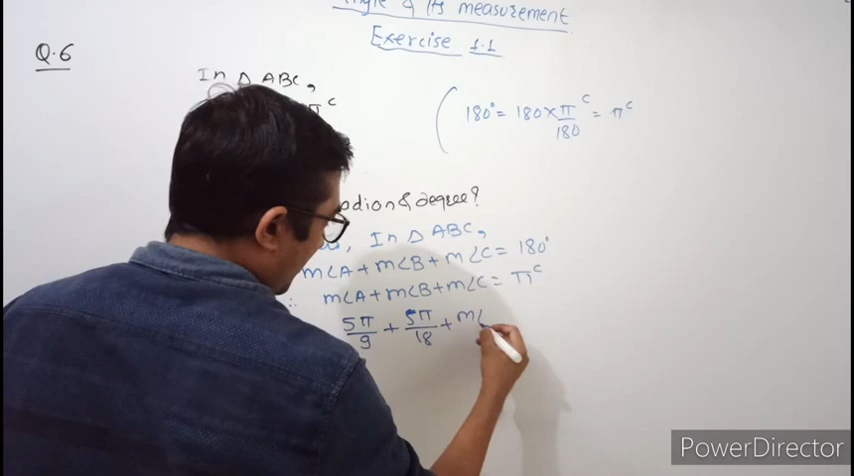 Angle & Its measurement
Exercise 1.1
Q.6
In Δ ABC,
πᶜ
( 180° = 180 × π/180 ᶜ = πᶜ
& degree?
In Δ ABC,
m∠A + m∠B + m∠C = 180°
∴ m∠A + m∠B + m∠C = πᶜ
5π/9 + 5π/18 + m∠
PowerDirector